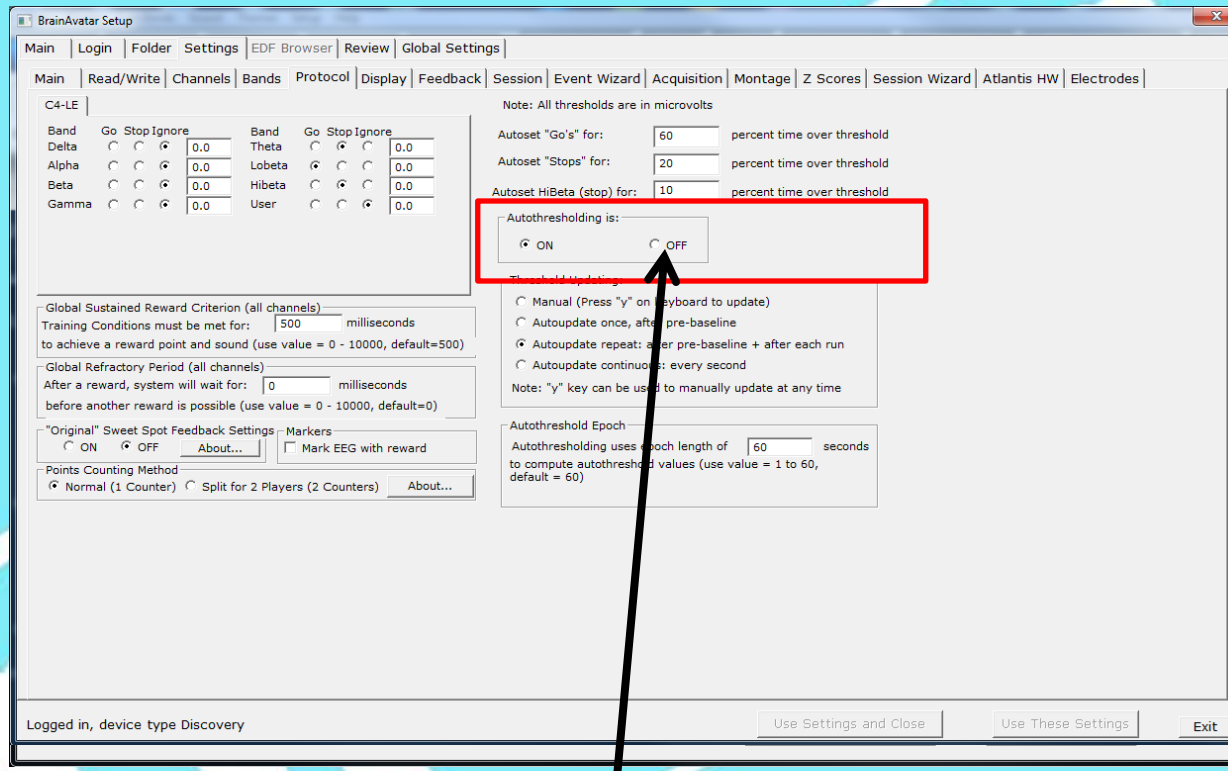 BrainAvatar Setup
Main Login Folder Settings EDF Browser Review Global Settings
Main Read/Write Channels Bands Protocol Display Feedback Session Event Wizard Acquisition Montage Z Scores Session Wizard Atlantis HW Electrodes
C4-LE
Band Go Stop Ignore Band Go Stop Ignore
Delta 0.0 Theta 0.0
Alpha 0.0 Lobeta 0.0
Beta 0.0 Hibeta 0.0
Gamma 0.0 User 0.0
Global Sustained Reward Criterion (all channels)
Training Conditions must be met for: 500 milliseconds
to achieve a reward point and sound (use value = 0 - 10000, default=500)
Global Refractory Period (all channels)
After a reward, system will wait for: 0 milliseconds
before another reward is possible (use value = 0 - 10000, default=0)
"Original" Sweet Spot Feedback Settings
ON OFF About...
Markers
Mark EEG with reward
Points Counting Method
Normal (1 Counter) Split for 2 Players (2 Counters) About...
Note: All thresholds are in microvolts
Autoset "Go's" for: 60 percent time over threshold
Autoset "Stops" for: 20 percent time over threshold
Autoset HiBeta (stop) for: 10 percent time over threshold
Autothresholding is:
ON OFF
Threshold Updating:
Manual (Press "y" on keyboard to update)
Autoupdate once, after pre-baseline
Autoupdate repeat: after pre-baseline + after each run
Autoupdate continuous: every second
Note: "y" key can be used to manually update at any time
Autothreshold Epoch
Autothresholding uses epoch length of 60 seconds
to compute autothreshold values (use value = 1 to 60,
default = 60)
Logged in, device type Discovery
Use Settings and Close Use These Settings Exit